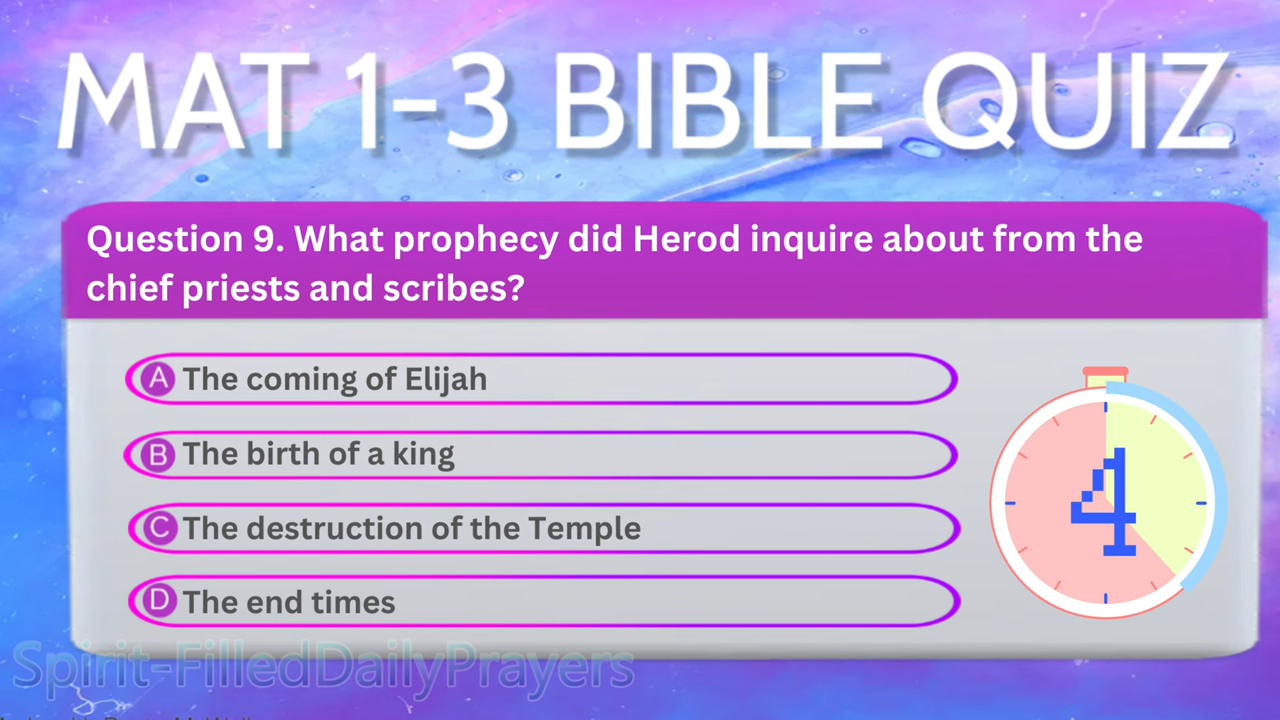 MAT 1-3 BIBLE QUIZ
Question 9. What prophecy did Herod inquire about from the
chief priests and scribes?
A The coming of Elijah
B The birth of a king
C The destruction of the Temple
D The end times
4
Spirit-FilledDailyPrayers